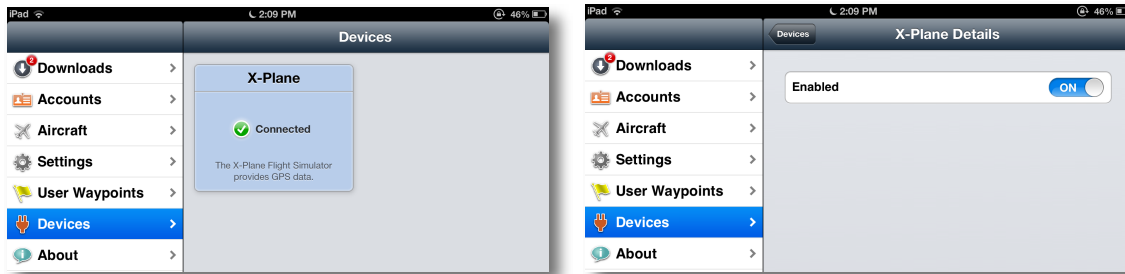 iPad 2:09 PM 46%
Devices
2
Downloads
Accounts
Aircraft
Settings
User Waypoints
Devices
About
X-Plane
Connected
The X-Plane Flight Simulator
provides GPS data.
iPad 2:09 PM 46%
Devices X-Plane Details
2
Downloads
Accounts
Aircraft
Settings
User Waypoints
Devices
About
Enabled ON